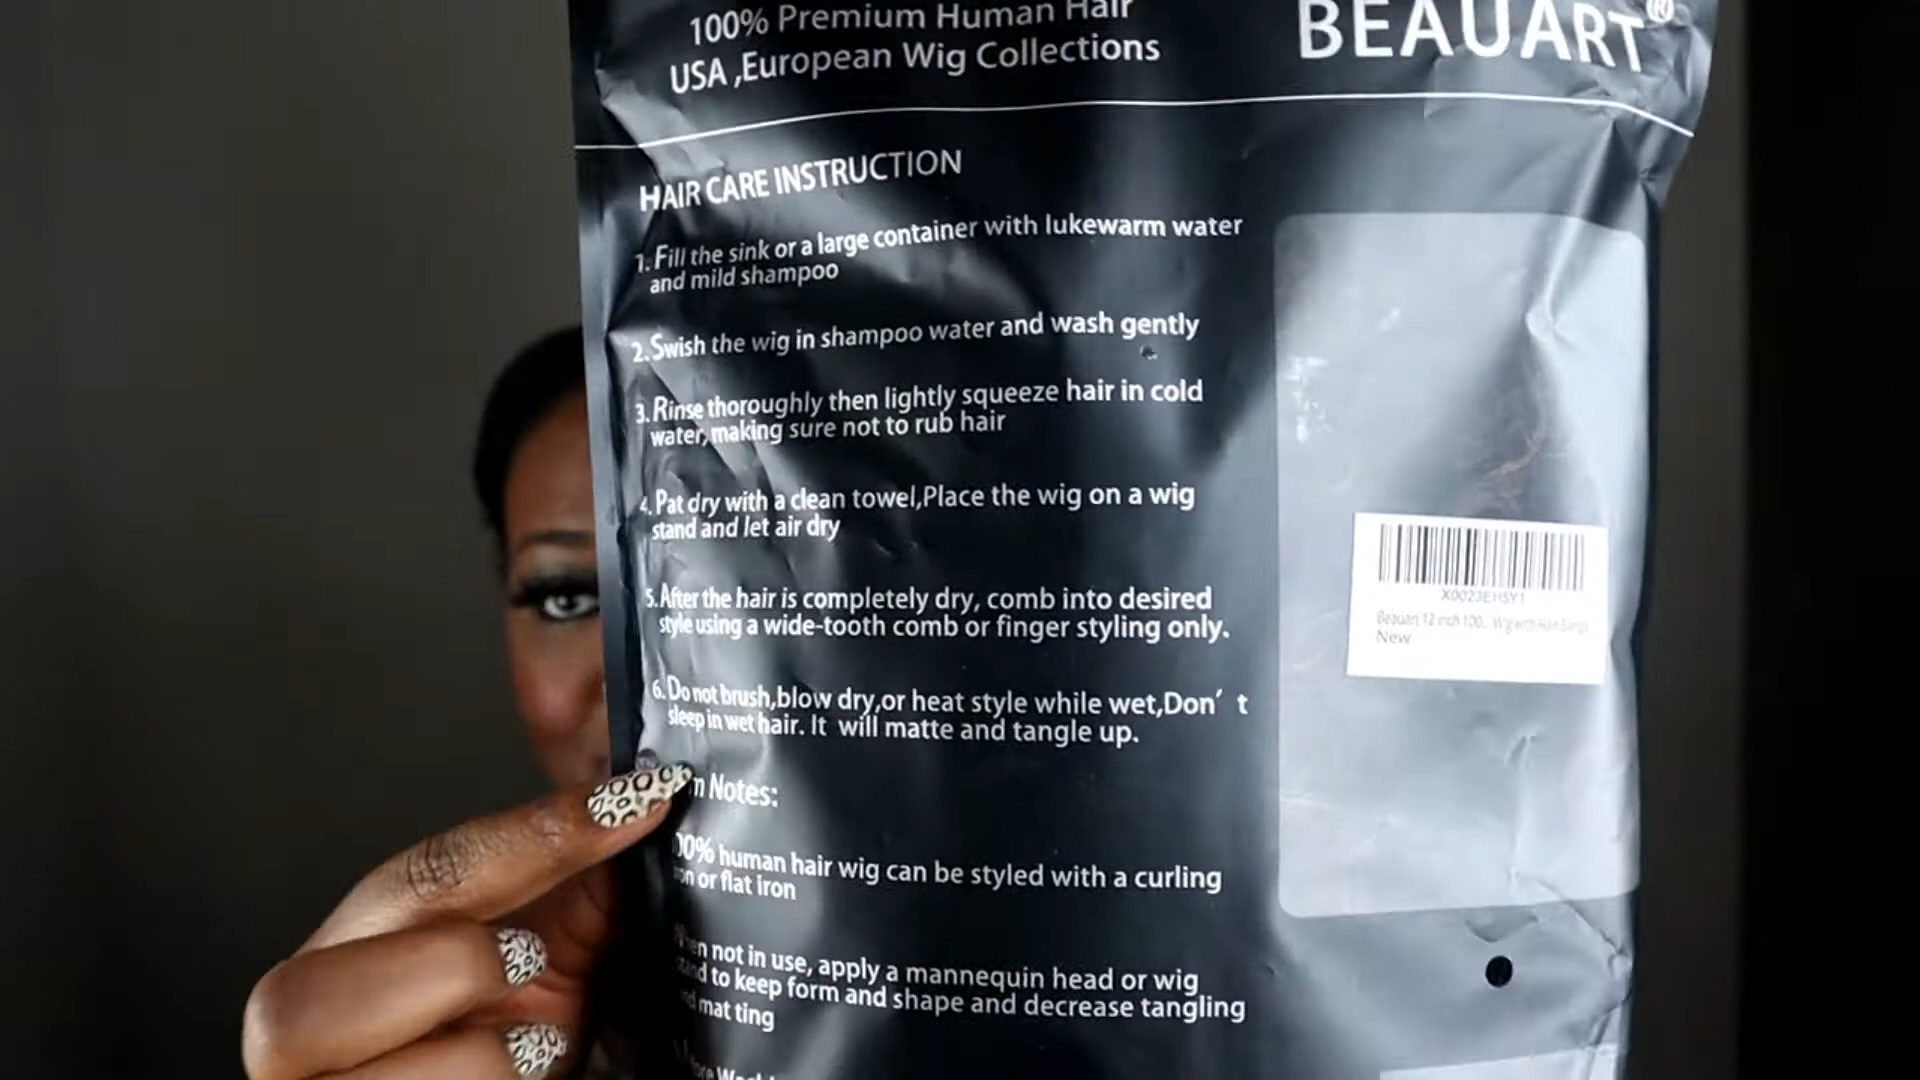 100% Premium Human Hair
USA ,European Wig Collections
BEAUART®
HAIR CARE INSTRUCTION
1. Fill the sink or a large container with lukewarm water
and mild shampoo
2. Swish the wig in shampoo water and wash gently
3. Rinse thoroughly then lightly squeeze hair in cold
water, making sure not to rub hair
4. Pat dry with a clean towel,Place the wig on a wig
stand and let air dry
5. After the hair is completely dry, comb into desired
style using a wide-tooth comb or finger styling only.
6. Do not brush,blow dry,or heat style while wet,Don' t
sleep in wet hair. It will matte and tangle up.
Notes:
human hair wig can be styled with a curling
or flat iron
not in use, apply a mannequin head or wig
to keep form and shape and decrease tangling
mat ting
X0023EH5Y1
Beauart 12 inch 100... Wig with Hair
New